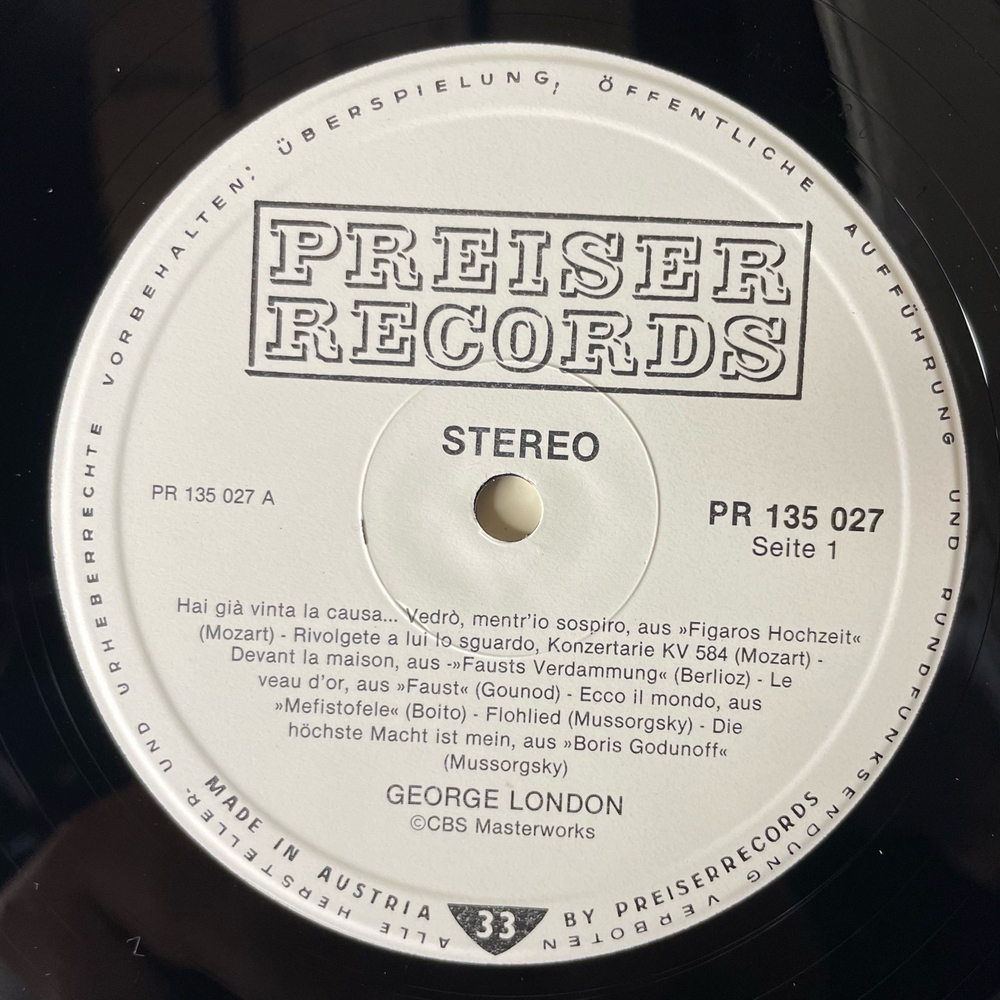 ALLE HERSTELLER- UND URHEBERRECHTE VORBEHALTEN; ÜBERSPIELUNG, ÖFFENTLICHE AUFFÜHRUNG UND RUNDFUNKSENDUNG VERBOTEN
PREISER
RECORDS
STEREO
PR 135 027 A
PR 135 027
Seite 1
Hai già vinta la causa... Vedrò, mentr'io sospiro, aus »Figaros Hochzeit«
(Mozart) - Rivolgete a lui lo sguardo, Konzertarie KV 584 (Mozart) -
Devant la maison, aus -»Fausts Verdammung« (Berlioz) - Le
veau d'or, aus »Faust« (Gounod) - Ecco il mondo, aus
»Mefistofele« (Boito) - Flohlied (Mussorgsky) - Die
höchste Macht ist mein, aus »Boris Godunoff«
(Mussorgsky)
GEORGE LONDON
©CBS Masterworks
MADE IN AUSTRIA 33 BY PREISERRECORDS